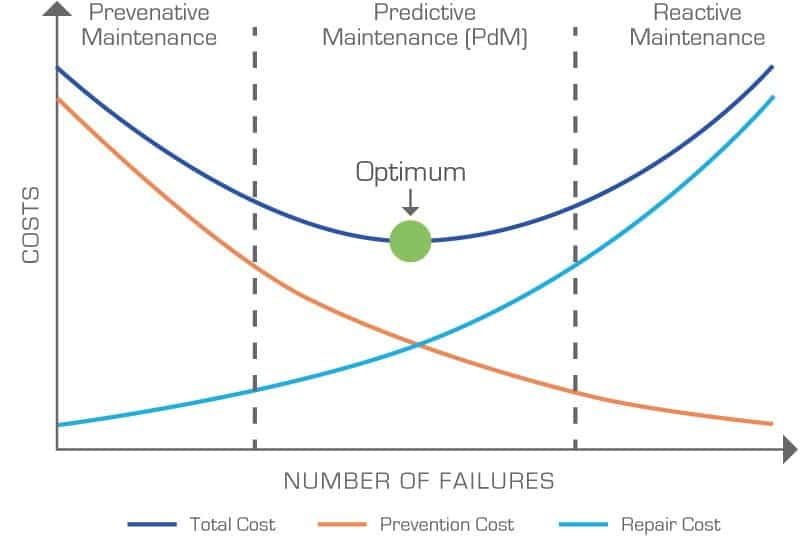 Prevenative
Maintenance
Predictive
Maintenance (PdM)
Reactive
Maintenance
Optimum
COSTS
NUMBER OF FAILURES
Total Cost
Prevention Cost
Repair Cost